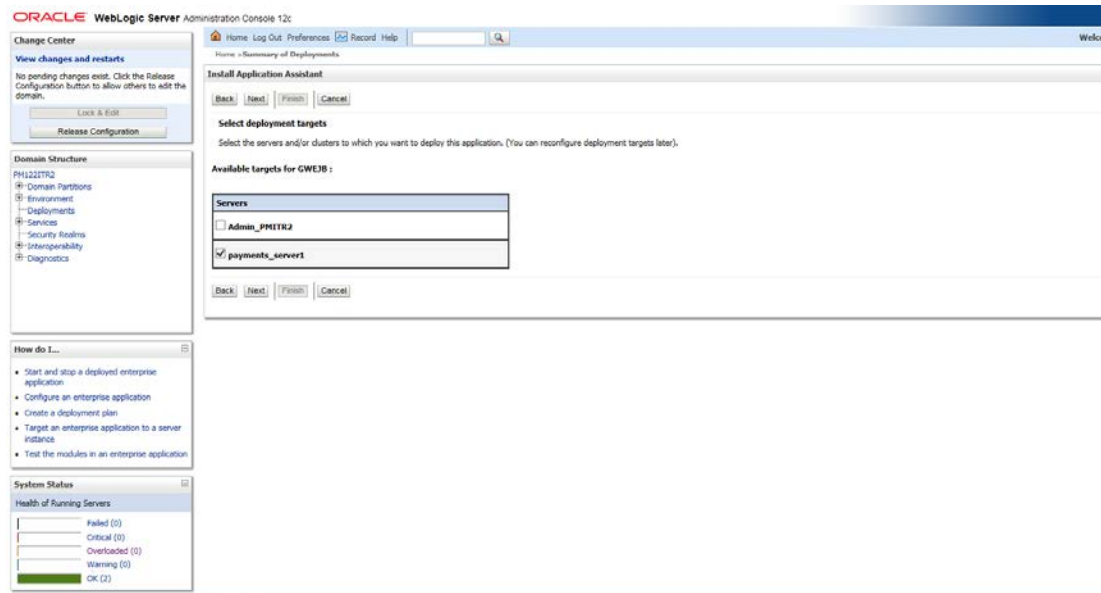 ORACLE WebLogic Server Administration Console 12c
Change Center
View changes and restarts
No pending changes exist. Click the Release
Configuration button to allow others to edit the
domain.
Lock & Edit
Release Configuration
Domain Structure
PM122ITR2
Domain Partitions
Environment
Deployments
Services
Security Realms
Interoperability
Diagnostics
How do I...
Start and stop a deployed enterprise
application
Configure an enterprise application
Create a deployment plan
Target an enterprise application to a server
instance
Test the modules in an enterprise application
System Status
Health of Running Servers
Failed (0)
Critical (0)
Overloaded (0)
Warning (0)
OK (2)
Home Log Out Preferences Record Help
Welco
Home >Summary of Deployments
Install Application Assistant
Back Next Finish Cancel
Select deployment targets
Select the servers and/or clusters to which you want to deploy this application. (You can reconfigure deployment targets later).
Available targets for GWEJB :
Servers
Admin_PMITR2
payments_server1
Back Next Finish Cancel